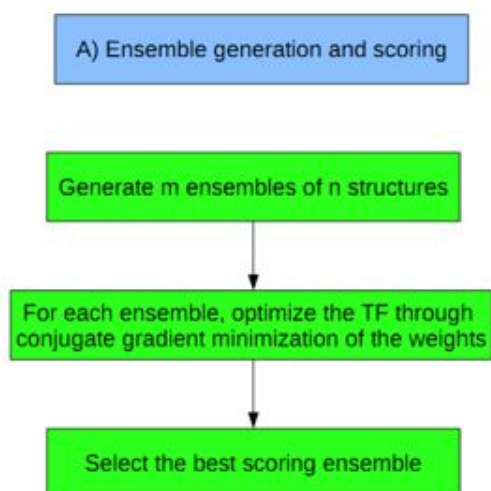 A) Ensemble generation and scoring
Generate m ensembles of n structures
For each ensemble, optimize the TF through
conjugate gradient minimization of the weights
Select the best scoring ensemble